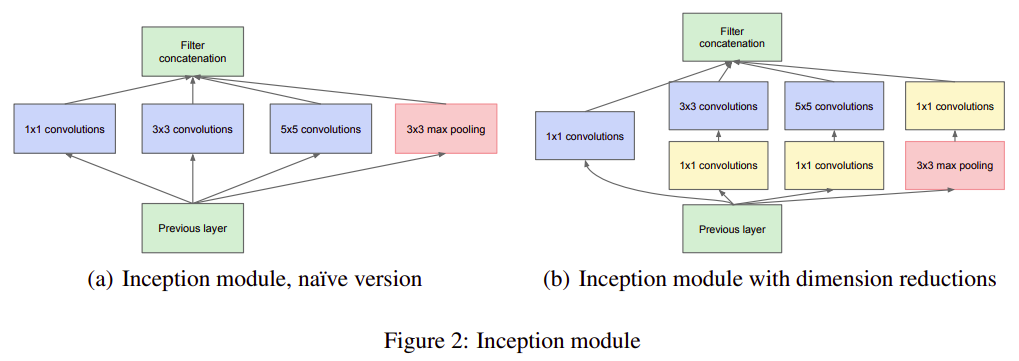 Filter
concatenation
1x1 convolutions
3x3 convolutions
5x5 convolutions
3x3 max pooling
Previous layer
(a) Inception module, naïve version
Filter
concatenation
3x3 convolutions
5x5 convolutions
1x1 convolutions
1x1 convolutions
1x1 convolutions
1x1 convolutions
3x3 max pooling
Previous layer
(b) Inception module with dimension reductions
Figure 2: Inception module